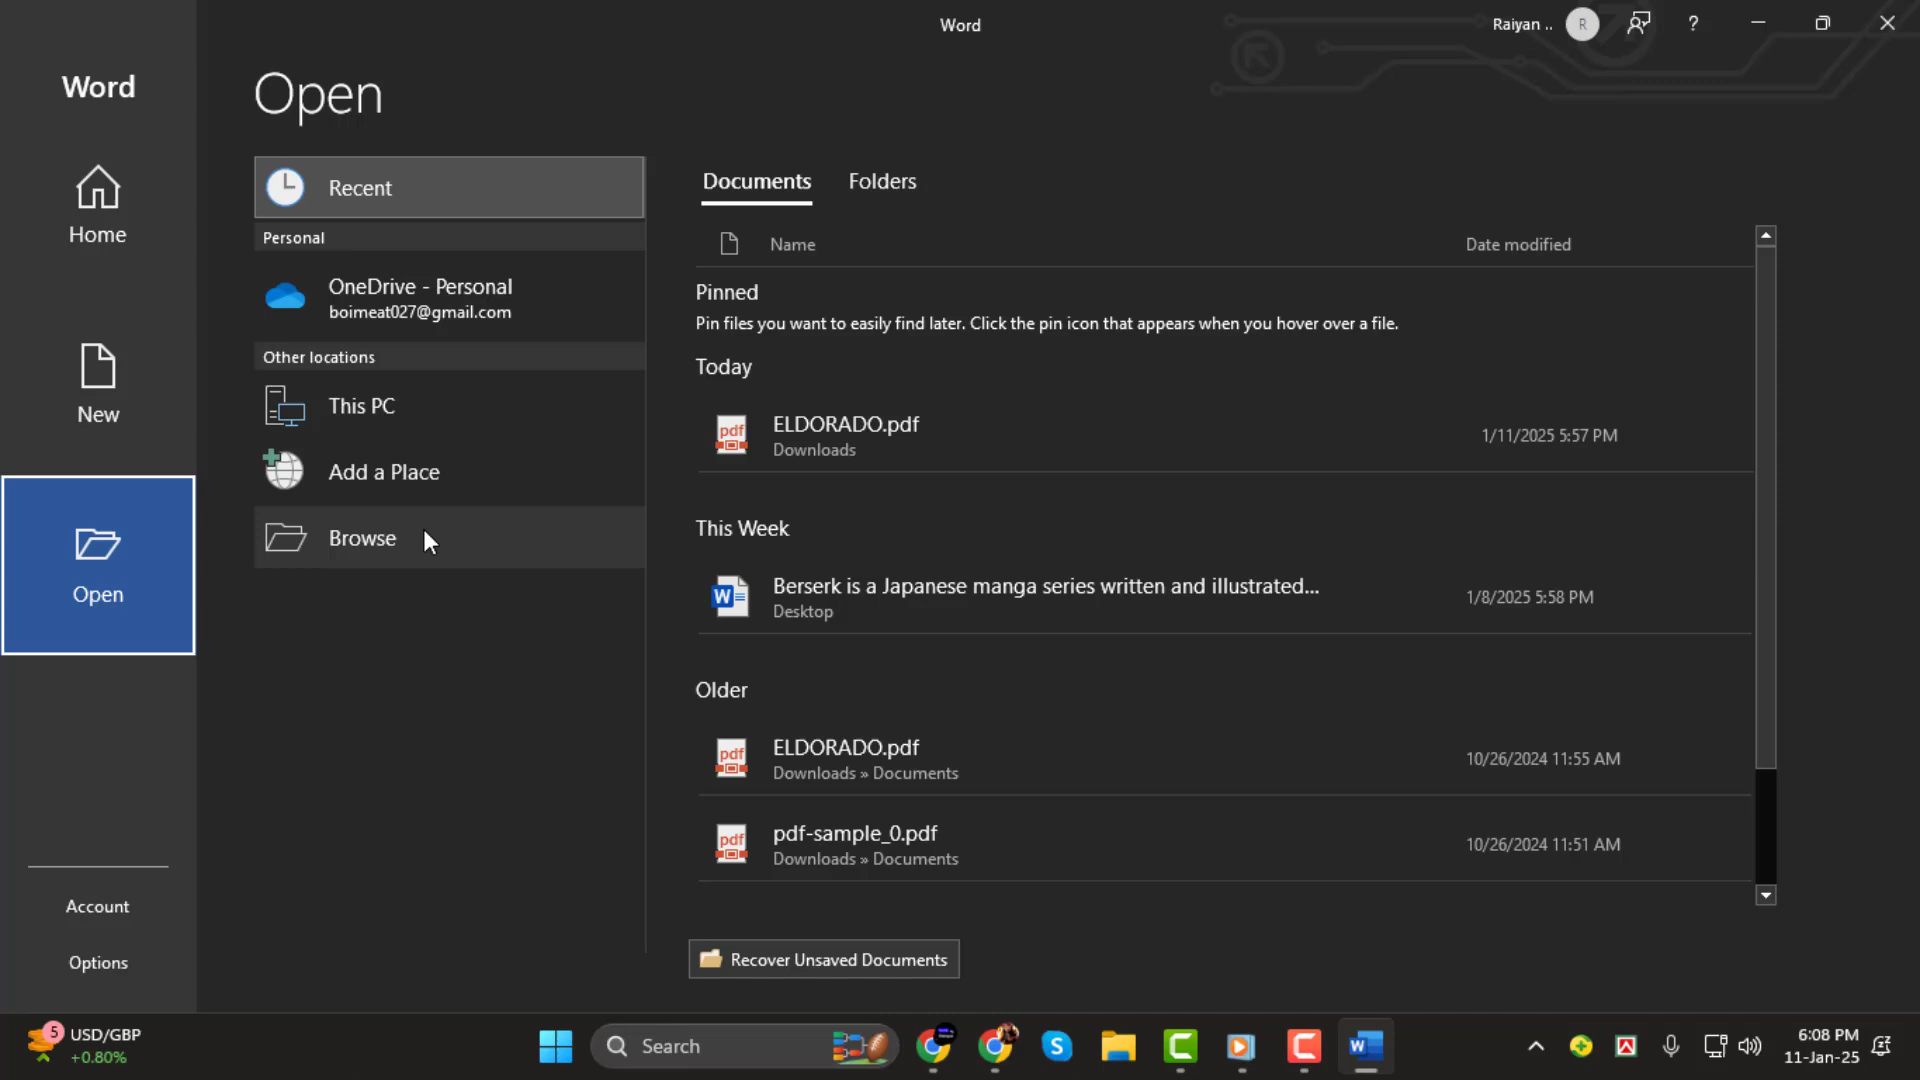 Word
Raiyan ..
R
?
Word
Home
New
Open
Account
Options
Open
Recent
Personal
OneDrive - Personal
boimeat027@gmail.com
Other locations
This PC
Add a Place
Browse
Documents
Folders
Name
Date modified
Pinned
Pin files you want to easily find later. Click the pin icon that appears when you hover over a file.
Today
pdf
ELDORADO.pdf
Downloads
1/11/2025 5:57 PM
This Week
W
Berserk is a Japanese manga series written and illustrated...
Desktop
1/8/2025 5:58 PM
Older
pdf
ELDORADO.pdf
Downloads » Documents
10/26/2024 11:55 AM
pdf
pdf-sample_0.pdf
Downloads » Documents
10/26/2024 11:51 AM
Recover Unsaved Documents
5
USD/GBP
+0.80%
Search
S
C
C
W
6:08 PM
11-Jan-25